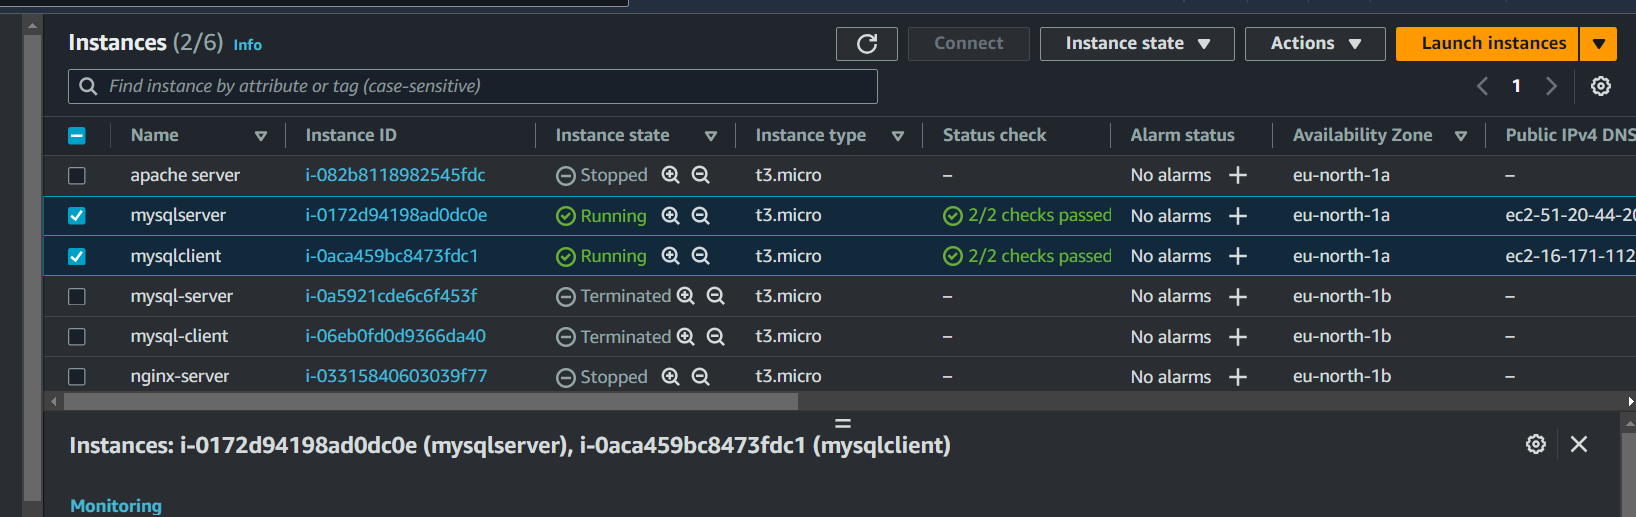 Instances (2/6) Info Connect Instance state Actions Launch instances
Find instance by attribute or tag (case-sensitive) 1
Name Instance ID Instance state Instance type Status check Alarm status Availability Zone Public IPv4 DNS
apache server i-082b8118982545fdc Stopped t3.micro – No alarms + eu-north-1a –
mysqlserver i-0172d94198ad0dc0e Running t3.micro 2/2 checks passed No alarms + eu-north-1a ec2-51-20-44-20
mysqlclient i-0aca459bc8473fdc1 Running t3.micro 2/2 checks passed No alarms + eu-north-1a ec2-16-171-112
mysql-server i-0a5921cde6c6f453f Terminated t3.micro – No alarms + eu-north-1b –
mysql-client i-06eb0fd0d9366da40 Terminated t3.micro – No alarms + eu-north-1b –
nginx-server i-03315840603039f77 Stopped t3.micro – No alarms + eu-north-1b –
Instances: i-0172d94198ad0dc0e (mysqlserver), i-0aca459bc8473fdc1 (mysqlclient)
Monitoring